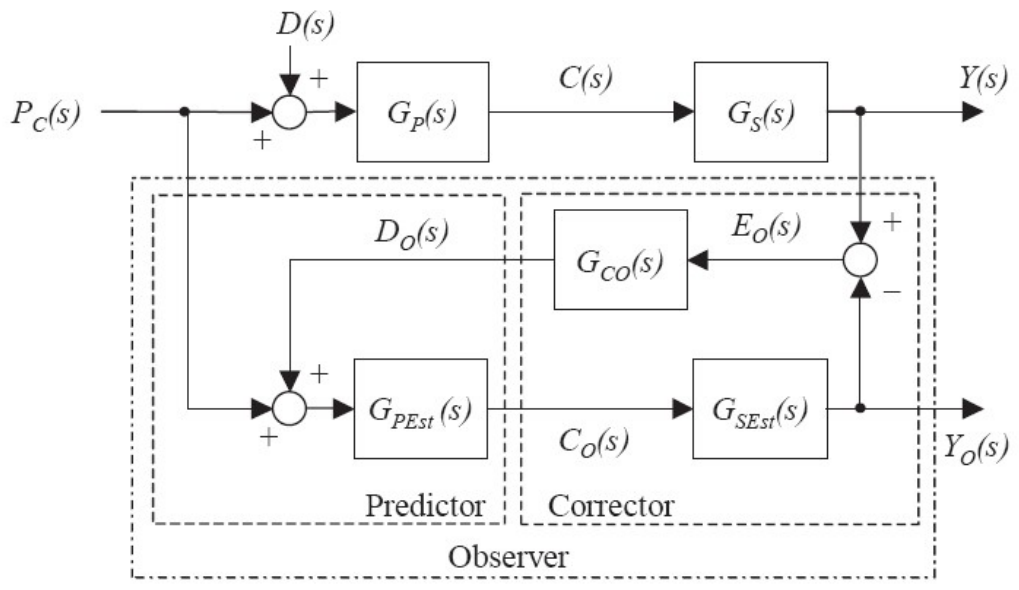 D(s)
+
P_C(s)
+
G_P(s)
C(s)
G_S(s)
Y(s)
D_O(s)
G_CO(s)
E_O(s)
+
−
+
+
G_PEst (s)
C_O(s)
G_SEst(s)
Y_O(s)
Predictor
Corrector
Observer